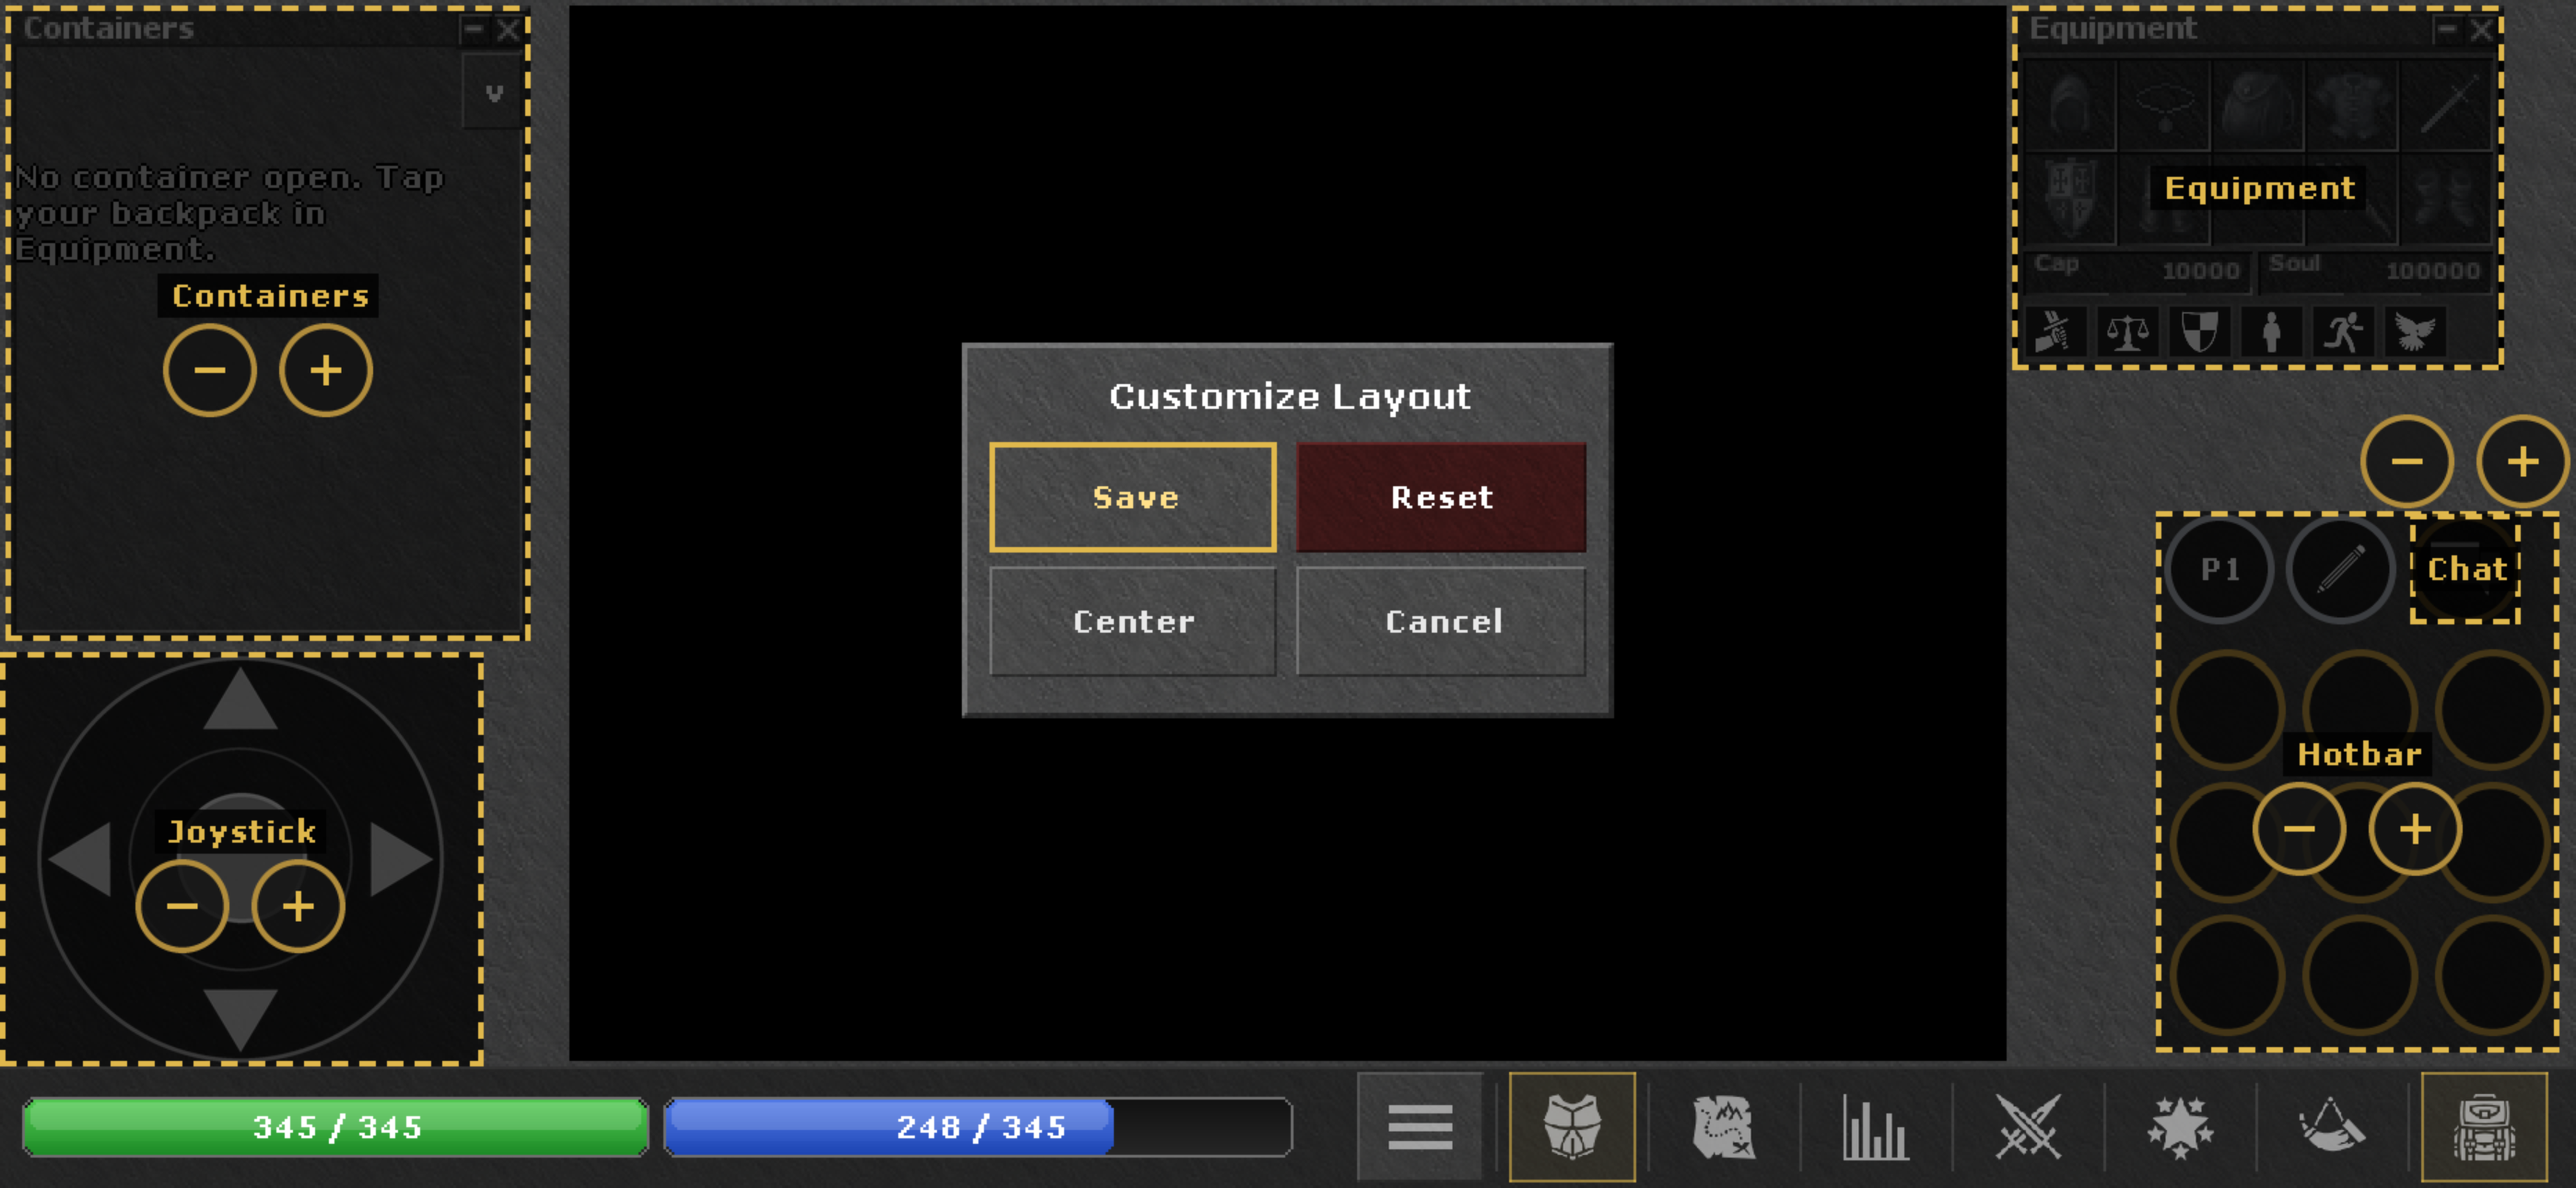 Containers
v
No container open. Tap
your backpack in
Equipment.
Containers
− +
Joystick
− +
Customize Layout
Save
Reset
Center
Cancel
Equipment
Equipment
Cap 10000
Soul 100000
− +
P1
Chat
Hotbar
− +
345 / 345
248 / 345